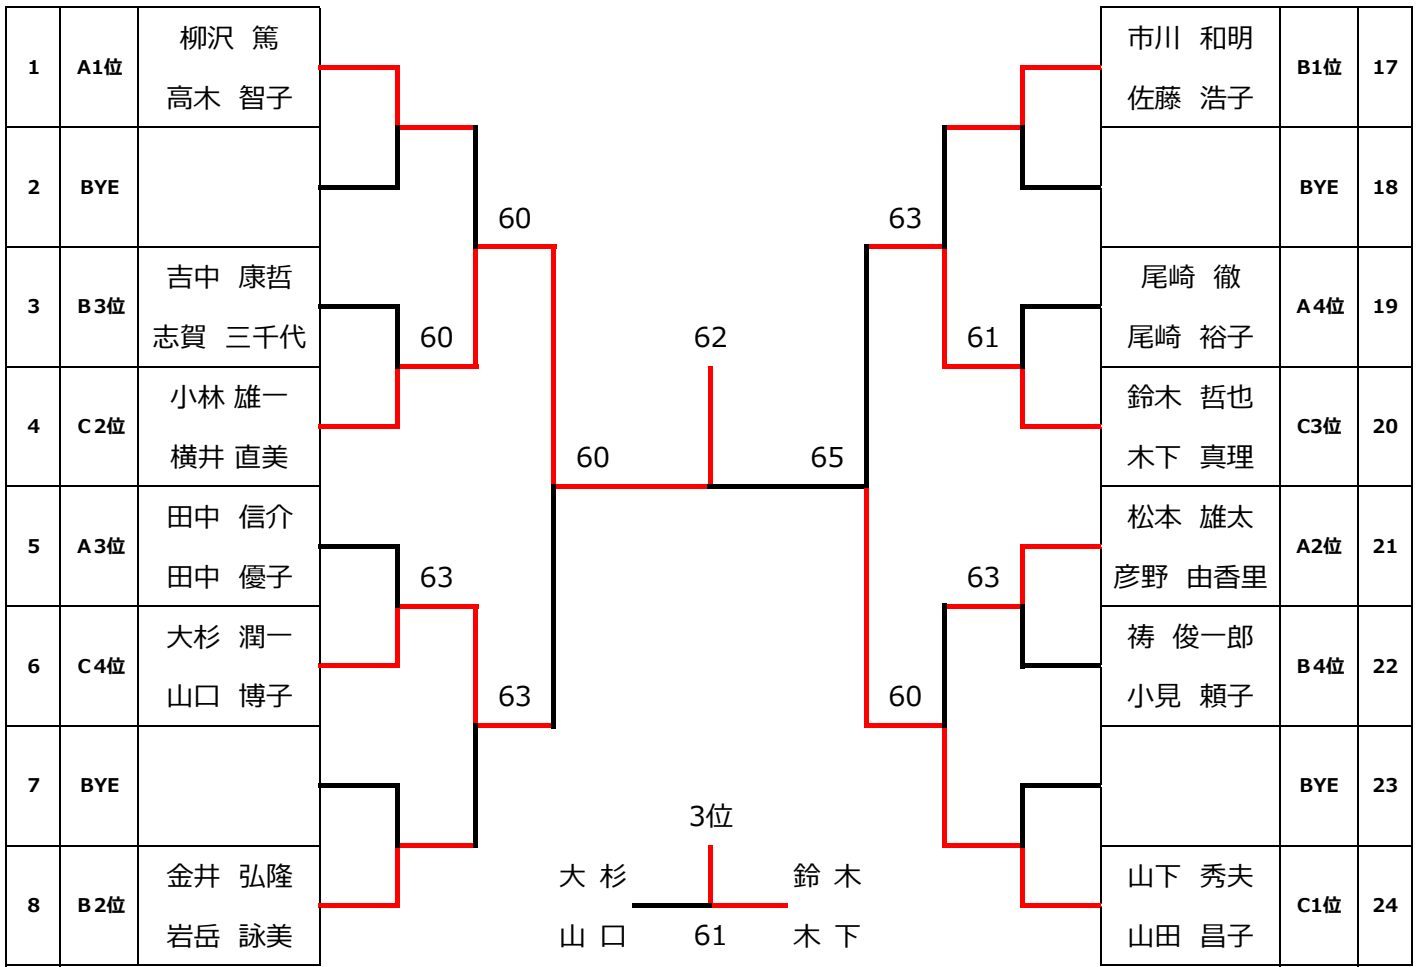 1 A1位 柳沢 篤
高木 智子
2 BYE
3 B3位 吉中 康哲
志賀 三千代
4 C2位 小林 雄一
横井 直美
5 A3位 田中 信介
田中 優子
6 C4位 大杉 潤一
山口 博子
7 BYE
8 B2位 金井 弘隆
岩岳 詠美
60
60
63
63
60
62
65
63
61
63
60
3位
大 杉 鈴 木
山 口 61 木 下
市川 和明 B1位 17
佐藤 浩子
BYE 18
尾崎 徹 A4位 19
尾崎 裕子
鈴木 哲也 C3位 20
木下 真理
松本 雄太 A2位 21
彦野 由香里
祷 俊一郎 B4位 22
小見 頼子
BYE 23
山下 秀夫 C1位 24
山田 昌子